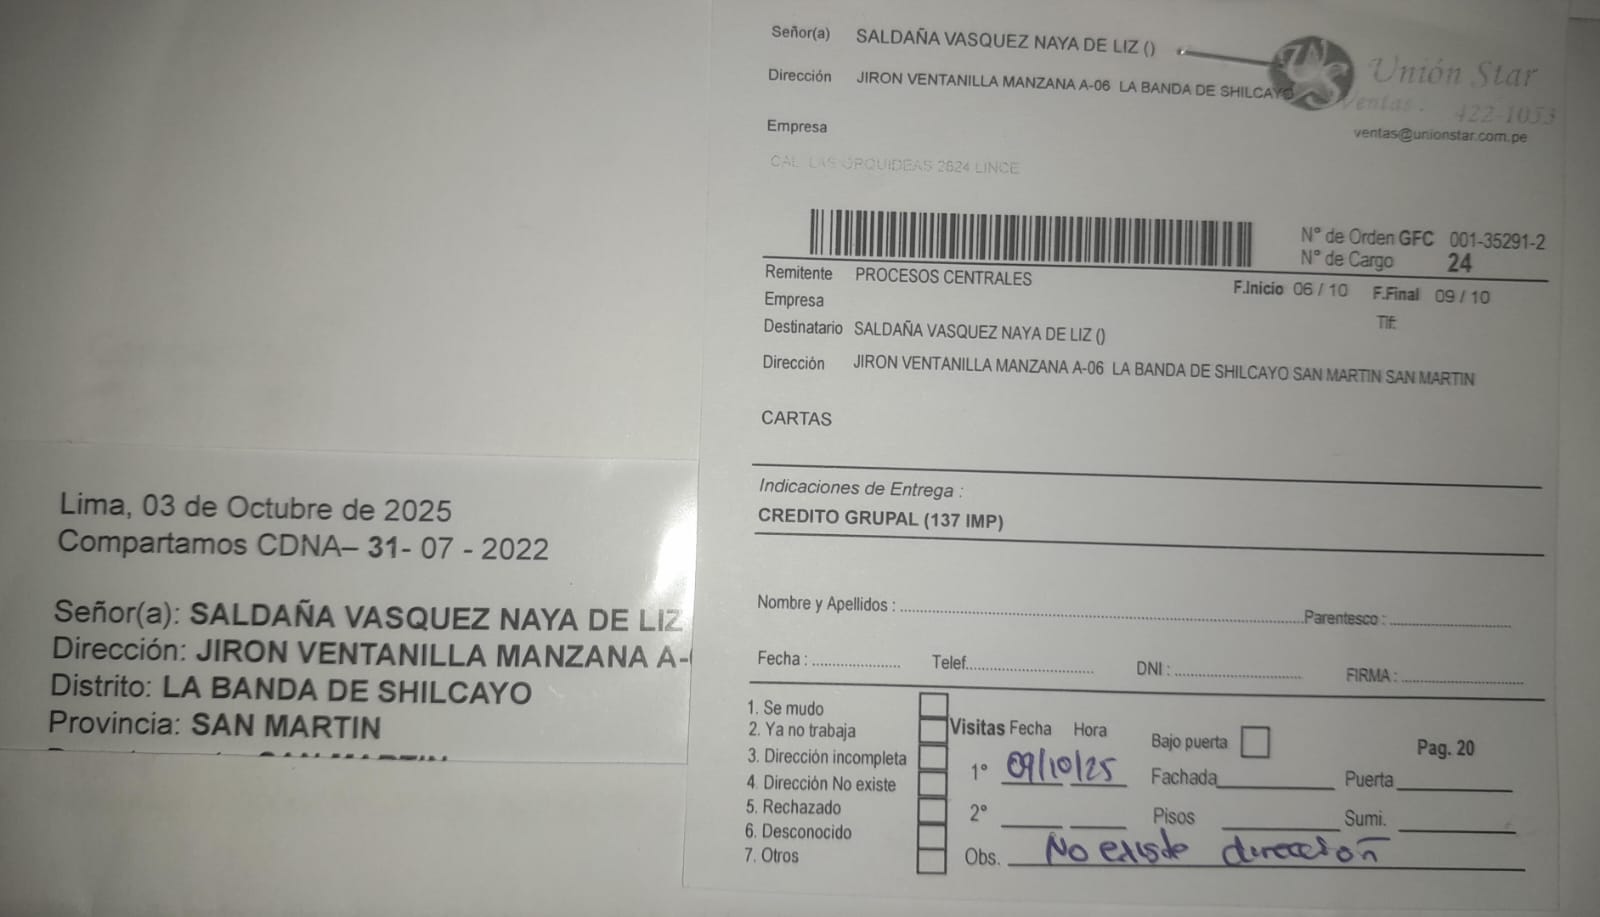 Lima, 03 de Octubre de 2025
Compartamos CDNA– 31- 07 - 2022
Señor(a): SALDAÑA VASQUEZ NAYA DE LIZ
Dirección: JIRON VENTANILLA MANZANA A-
Distrito: LA BANDA DE SHILCAYO
Provincia: SAN MARTIN
Señor(a) SALDAÑA VASQUEZ NAYA DE LIZ ()
Unión Star
Dirección JIRON VENTANILLA MANZANA A-06 LA BANDA DE SHILCAYO
Ventas: 422-1053
ventas@unionstar.com.pe
Empresa
CAL LAS ORQUIDEAS 2624 LINCE
N° de Orden GFC 001-35291-2
N° de Cargo 24
Remitente PROCESOS CENTRALES
F.Inicio 06 / 10 F.Final 09 / 10
Empresa
Tlf:
Destinatario SALDAÑA VASQUEZ NAYA DE LIZ ()
Dirección JIRON VENTANILLA MANZANA A-06 LA BANDA DE SHILCAYO SAN MARTIN SAN MARTIN
CARTAS
Indicaciones de Entrega :
CREDITO GRUPAL (137 IMP)
Nombre y Apellidos : Parentesco :
Fecha : Telef. DNI : FIRMA :
1. Se mudo
2. Ya no trabaja
3. Dirección incompleta
4. Dirección No existe
5. Rechazado
6. Desconocido
7. Otros
Visitas Fecha Hora Bajo puerta Pag. 20
1° 09/10/25 Fachada Puerta
2° Pisos Sumi.
Obs. No existe dirección